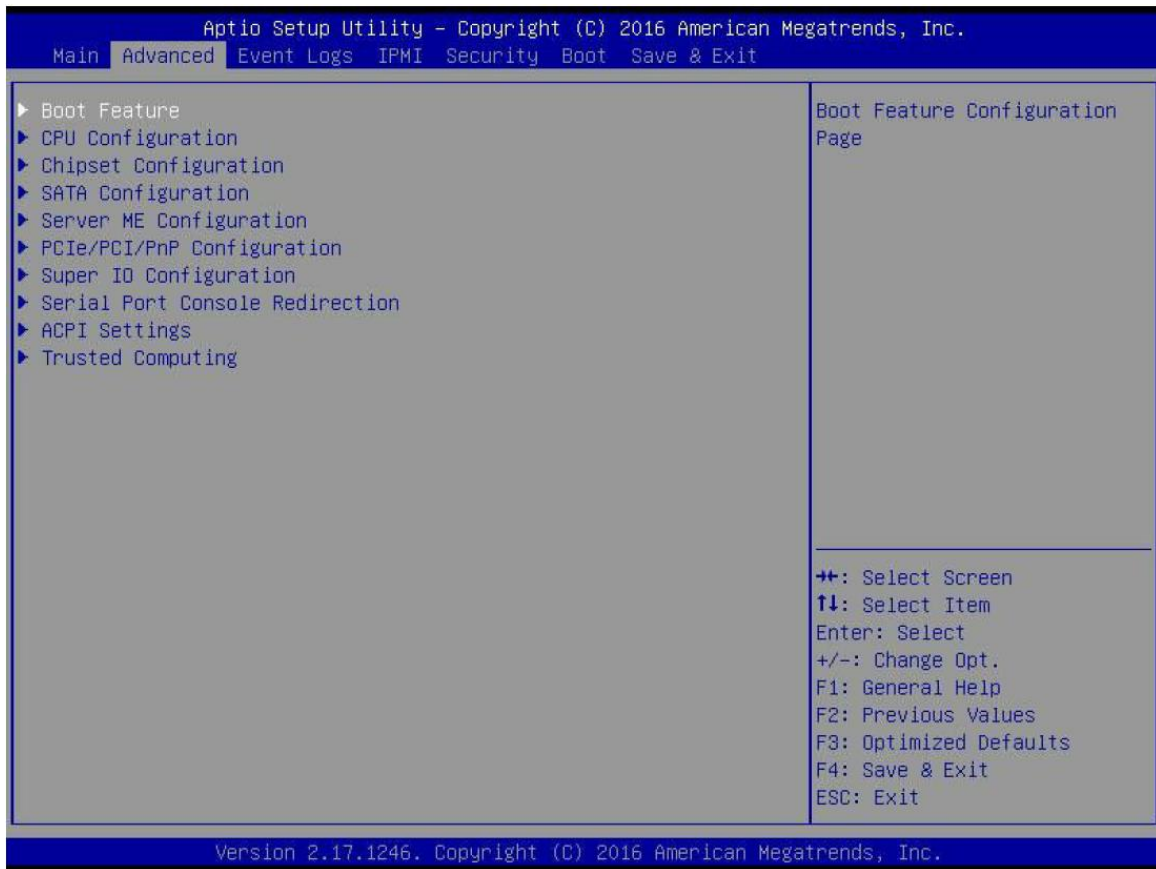 Aptio Setup Utility – Copyright (C) 2016 American Megatrends, Inc.
Main Advanced Event Logs IPMI Security Boot Save & Exit
▶ Boot Feature
▶ CPU Configuration
▶ Chipset Configuration
▶ SATA Configuration
▶ Server ME Configuration
▶ PCIe/PCI/PnP Configuration
▶ Super IO Configuration
▶ Serial Port Console Redirection
▶ ACPI Settings
▶ Trusted Computing
Boot Feature Configuration
Page
→←: Select Screen
↑↓: Select Item
Enter: Select
+/-: Change Opt.
F1: General Help
F2: Previous Values
F3: Optimized Defaults
F4: Save & Exit
ESC: Exit
Version 2.17.1246. Copyright (C) 2016 American Megatrends, Inc.